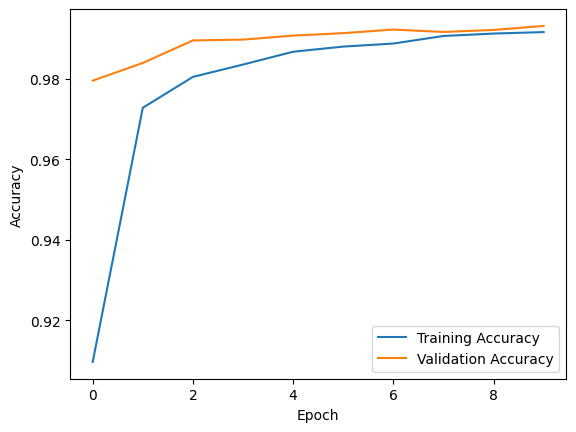 0.98
0.96
0.94
0.92
Accuracy
Training Accuracy
Validation Accuracy
0 2 4 6 8
Epoch